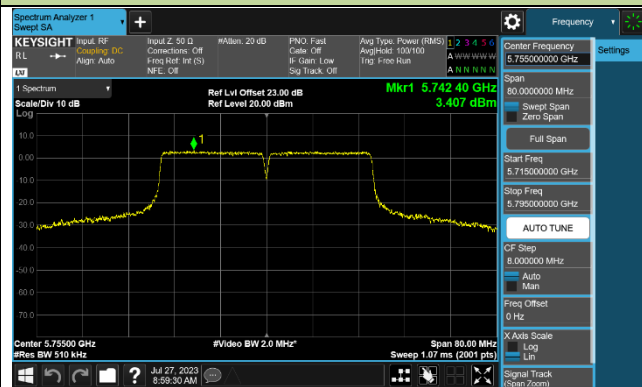 Spectrum Analyzer 1
Swept SA
Frequency
KEYSIGHT
RL
LXI
Input: RF
Coupling: DC
Align: Auto
Input Z: 50 Ω
Corrections: Off
Freq Ref: Int (S)
NFE: Off
#Atten: 20 dB
PNO: Fast
Gate: Off
IF Gain: Low
Sig Track: Off
Avg Type: Power (RMS)
Avg|Hold: 100/100
Trig: Free Run
1 2 3 4 5 6
A W W W W W
A N N N N N
Center Frequency
5.755000000 GHz
Settings
Span
80.0000000 MHz
Swept Span
Zero Span
Full Span
Start Freq
5.715000000 GHz
Stop Freq
5.795000000 GHz
AUTO TUNE
CF Step
8.000000 MHz
Auto
Man
Freq Offset
0 Hz
X Axis Scale
Log
Lin
Signal Track
(Span Zoom)
1 Spectrum
Scale/Div 10 dB
Log
Ref Lvl Offset 23.00 dB
Ref Level 20.00 dBm
Mkr1 5.742 40 GHz
3.407 dBm
1
10.0
0.00
-10.0
-20.0
-30.0
-40.0
-50.0
-60.0
-70.0
Center 5.75500 GHz
#Res BW 510 kHz
#Video BW 2.0 MHz*
Span 80.00 MHz
Sweep 1.07 ms (2001 pts)
Jul 27, 2023
8:59:30 AM